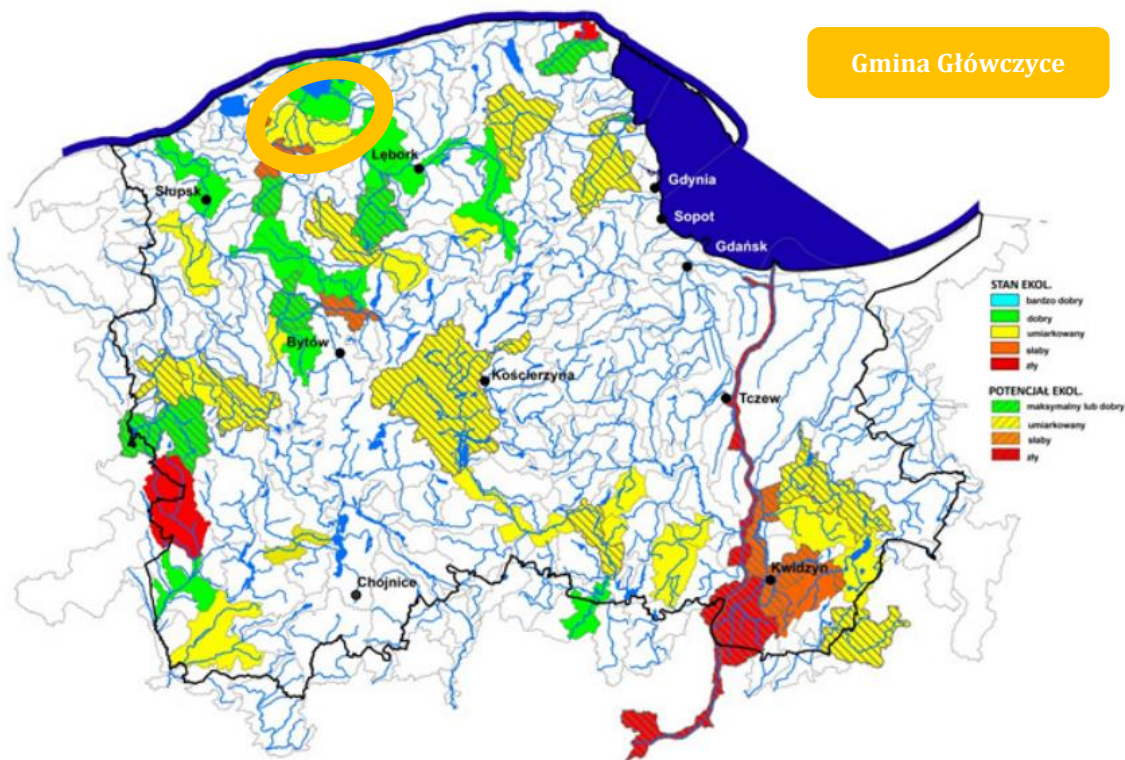 Gmina Główczyce
Lębork
Słupsk
Gdynia
Sopot
Gdańsk
Bytów
Kościerzyna
Tczew
Chojnice
Kwidzyn
STAN EKOL.
bardzo dobry
dobry
umiarkowany
słaby
zły
POTENCJAŁ EKOL.
maksymalny lub dobry
umiarkowany
słaby
zły